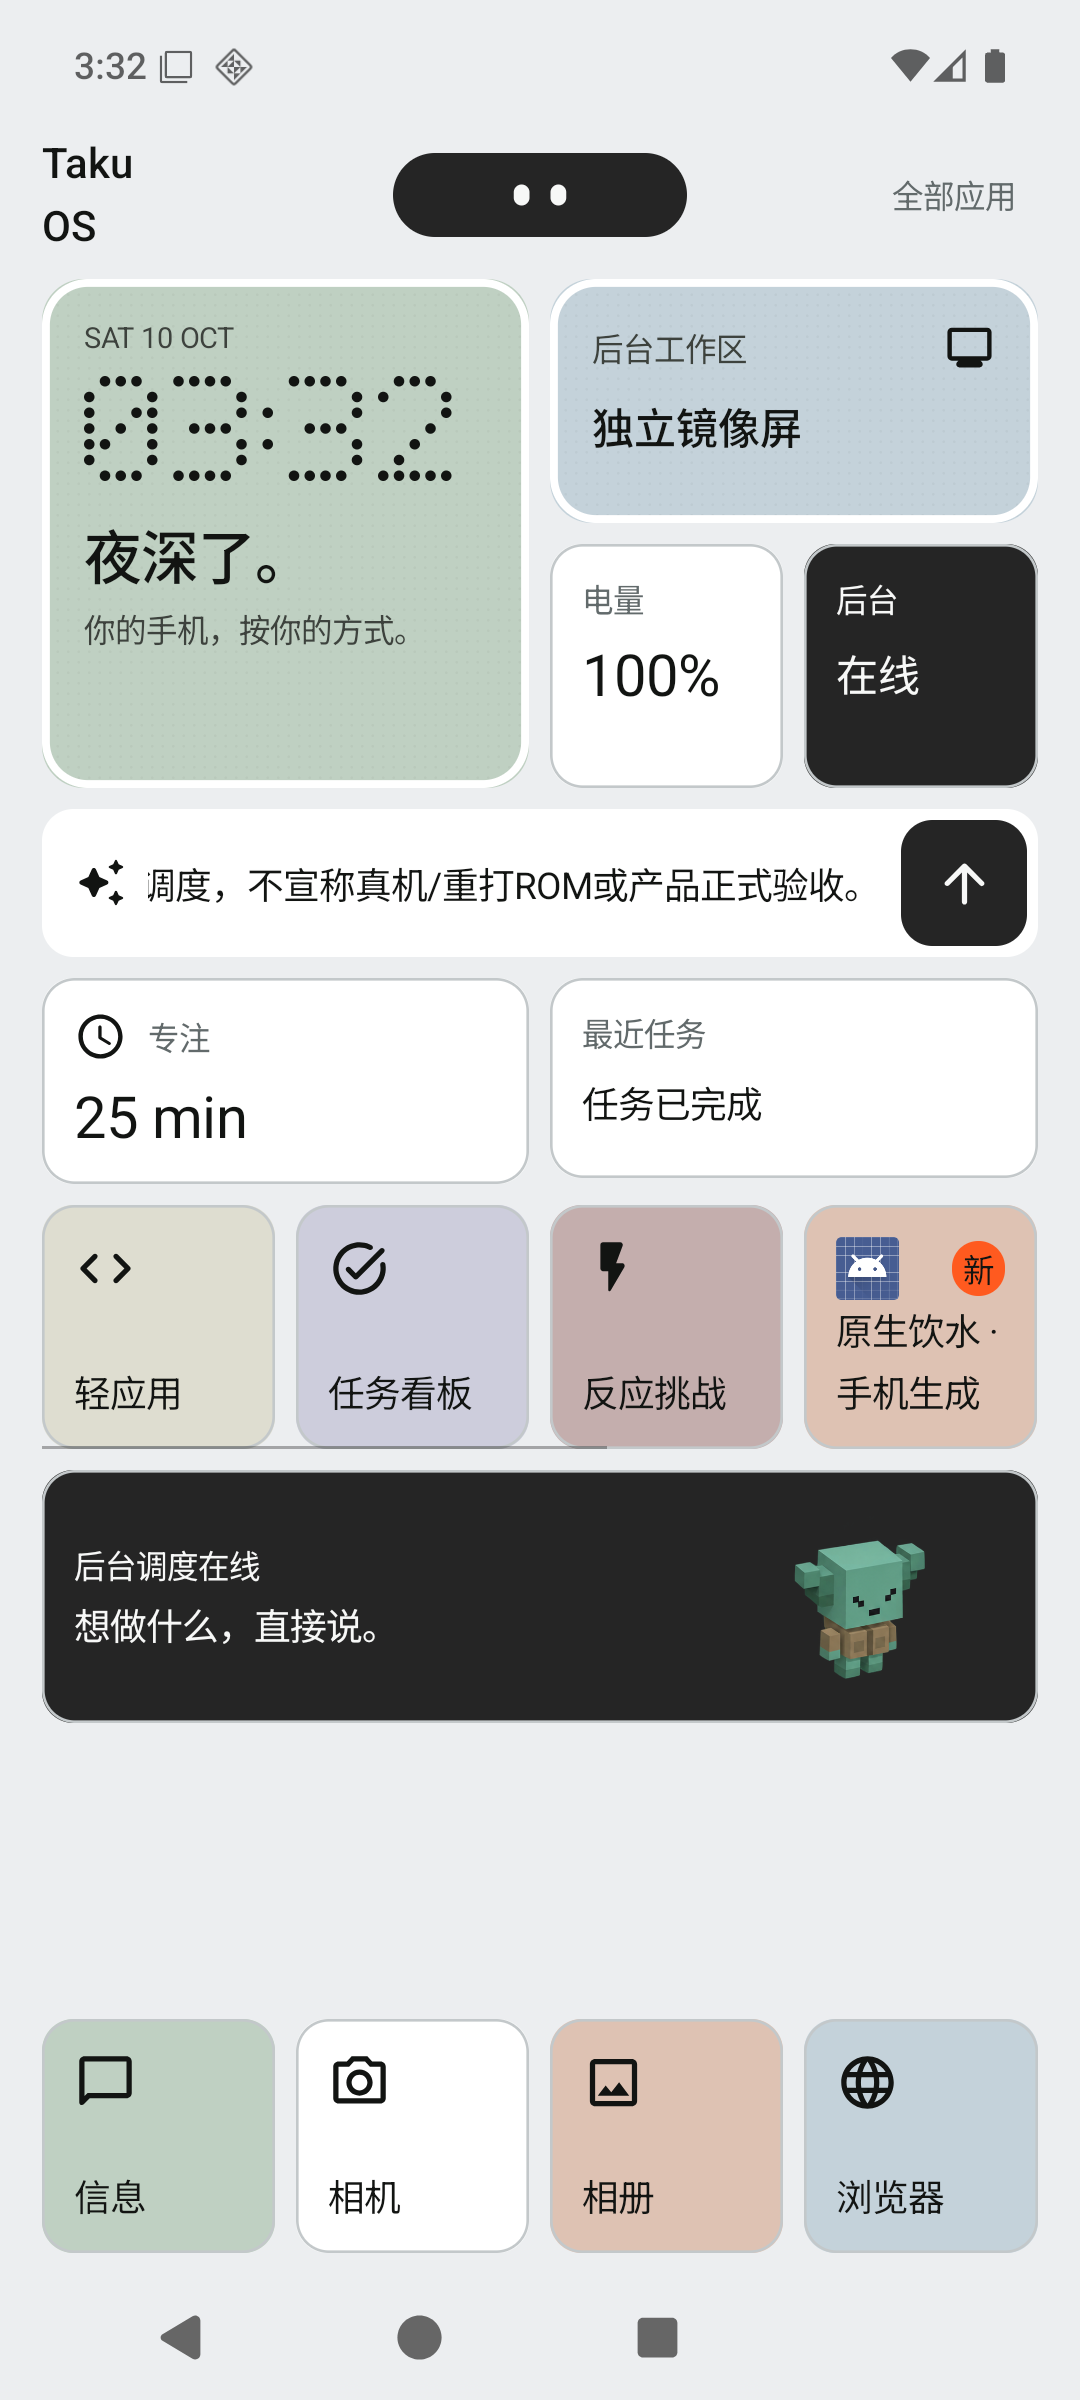 3:32
Taku
OS
全部应用
SAT 10 OCT
03:32
夜深了。
你的手机，按你的方式。
后台工作区
独立镜像屏
电量
100%
后台
在线
调度，不宣称真机/重打ROM或产品正式验收。
专注
25 min
最近任务
任务已完成
轻应用
任务看板
反应挑战
新
原生饮水 ·
手机生成
后台调度在线
想做什么，直接说。
信息
相机
相册
浏览器